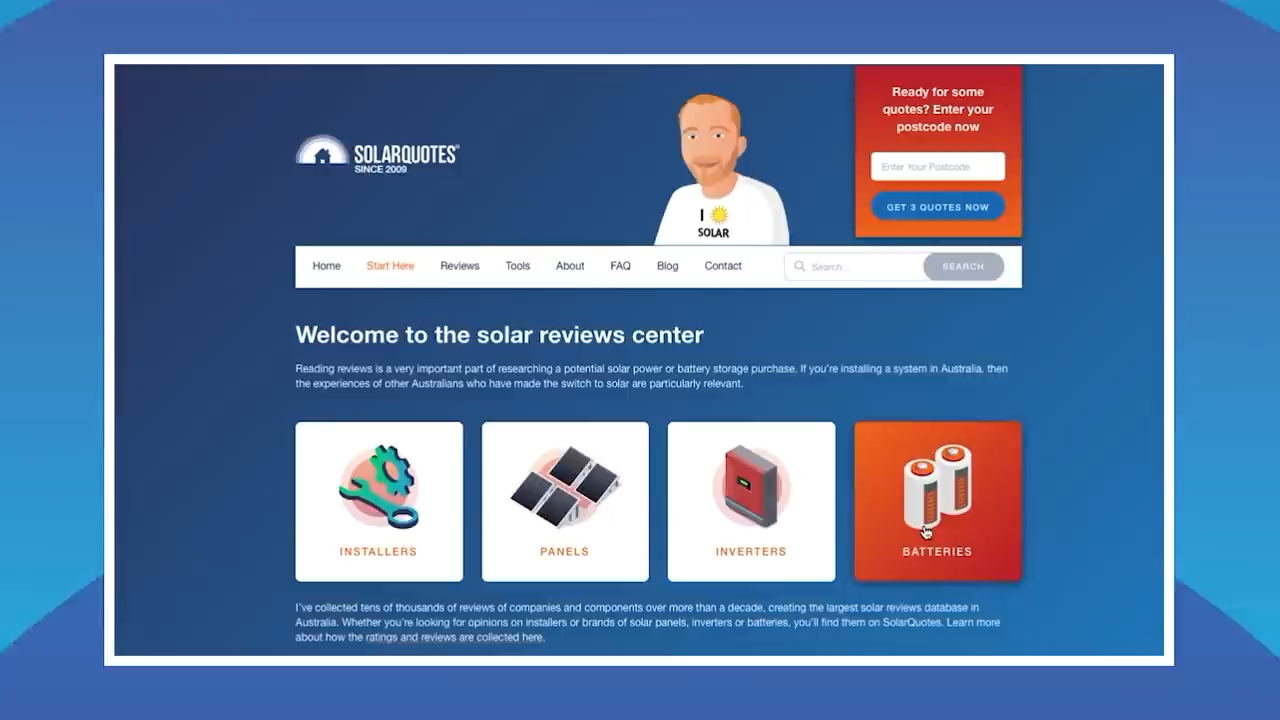 SOLARQUOTES
SINCE 2009
I
SOLAR
Ready for some
quotes? Enter your
postcode now
Enter Your Postcode
GET 3 QUOTES NOW
Home Start Here Reviews Tools About FAQ Blog Contact Search... SEARCH
Welcome to the solar reviews center
Reading reviews is a very important part of researching a potential solar power or battery storage purchase. If you're installing a system in Australia, then
the experiences of other Australians who have made the switch to solar are particularly relevant.
INSTALLERS PANELS INVERTERS BATTERIES
I've collected tens of thousands of reviews of companies and components over more than a decade, creating the largest solar reviews database in
Australia. Whether you're looking for opinions on installers or brands of solar panels, inverters or batteries, you'll find them on SolarQuotes. Learn more
about how the ratings and reviews are collected here.